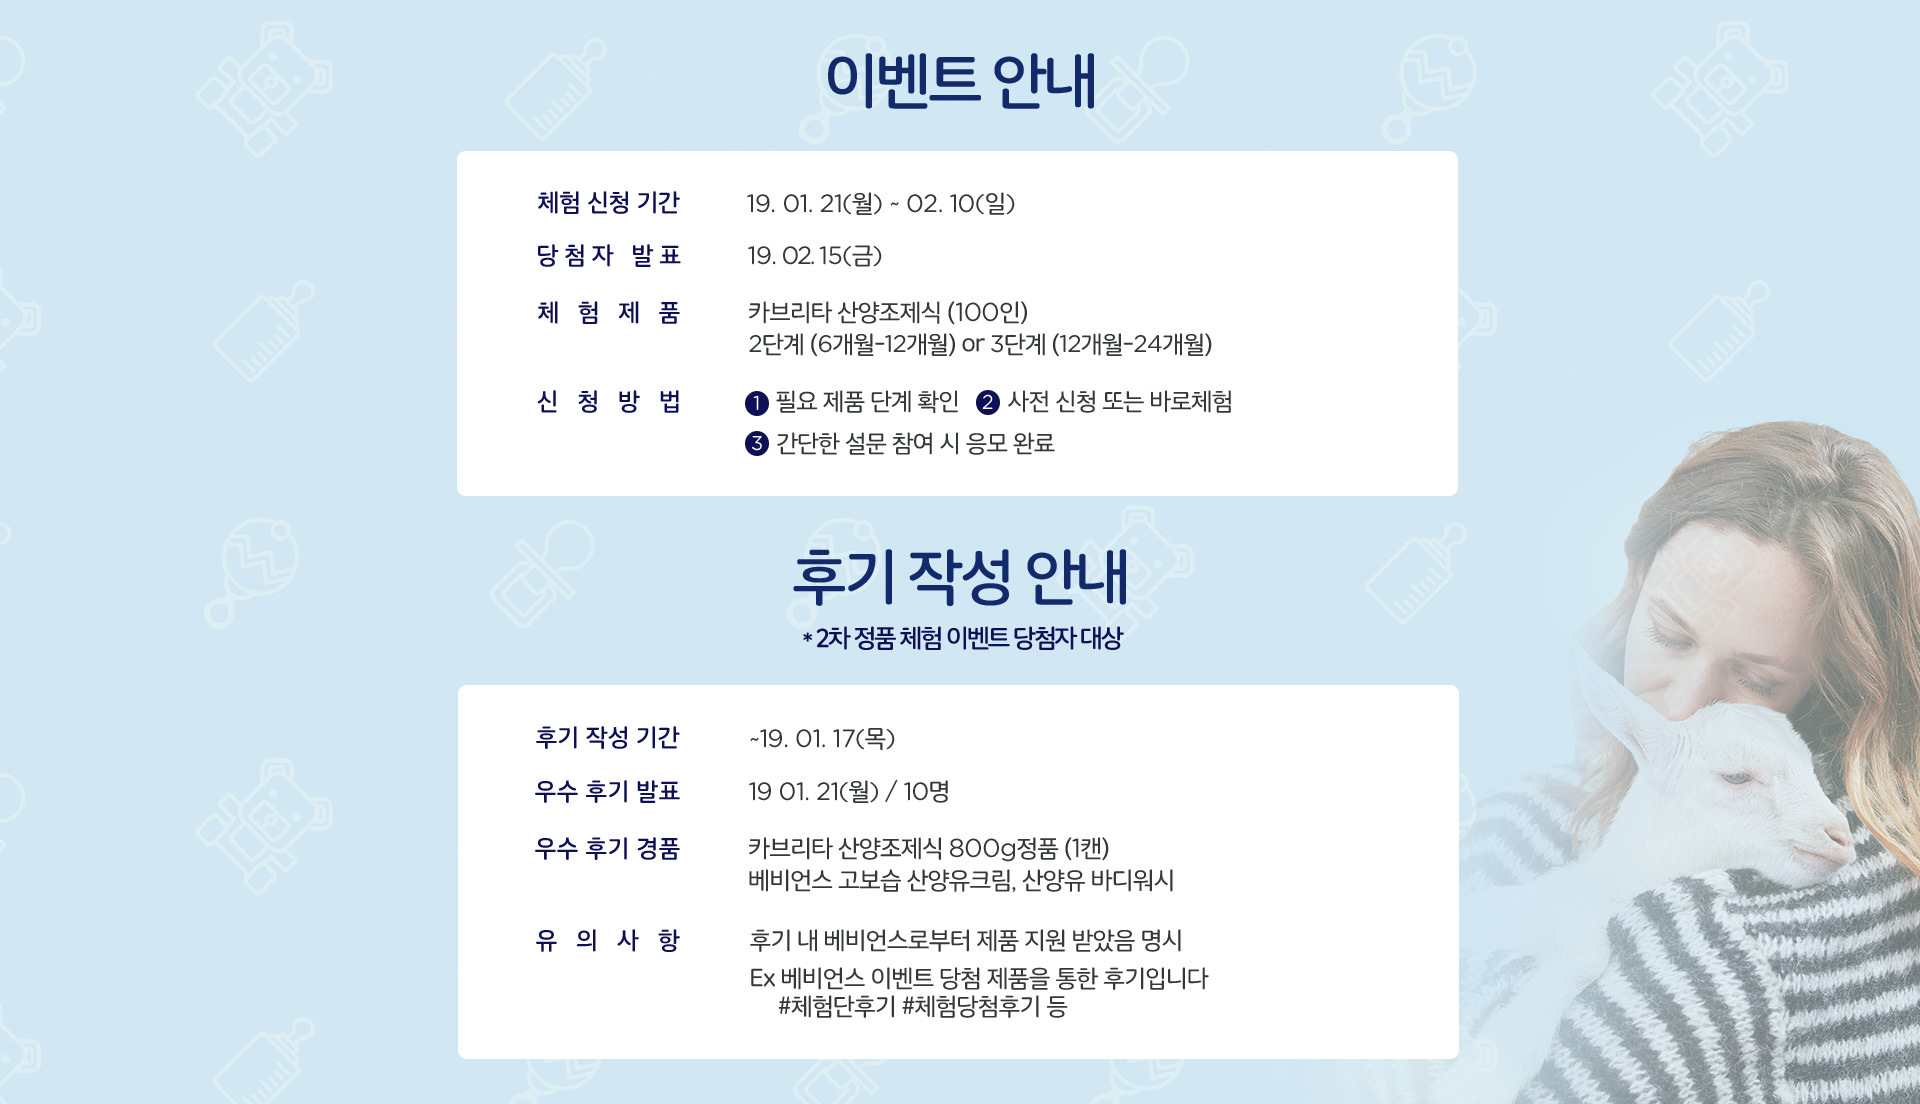 이벤트 안내
체험 신청 기간 19. 01. 21(월) ~ 02. 10(일)
당첨자 발표 19. 02. 15(금)
체험제품 카브리타 산양조제식 (100인)
2단계 (6개월-12개월) or 3단계 (12개월-24개월)
신청방법 1 필요 제품 단계 확인 2 사전 신청 또는 바로체험
3 간단한 설문 참여 시 응모 완료
후기 작성 안내
* 2차 정품 체험 이벤트 당첨자 대상
후기 작성 기간 ~19. 01. 17(목)
우수 후기 발표 19 01. 21(월) / 10명
우수 후기 경품 카브리타 산양조제식 800g정품 (1캔)
베비언스 고보습 산양유크림, 산양유 바디워시
유의사항 후기 내 베비언스로부터 제품 지원 받았음 명시
Ex 베비언스 이벤트 당첨 제품을 통한 후기입니다
#체험단후기 #체험당첨후기 등